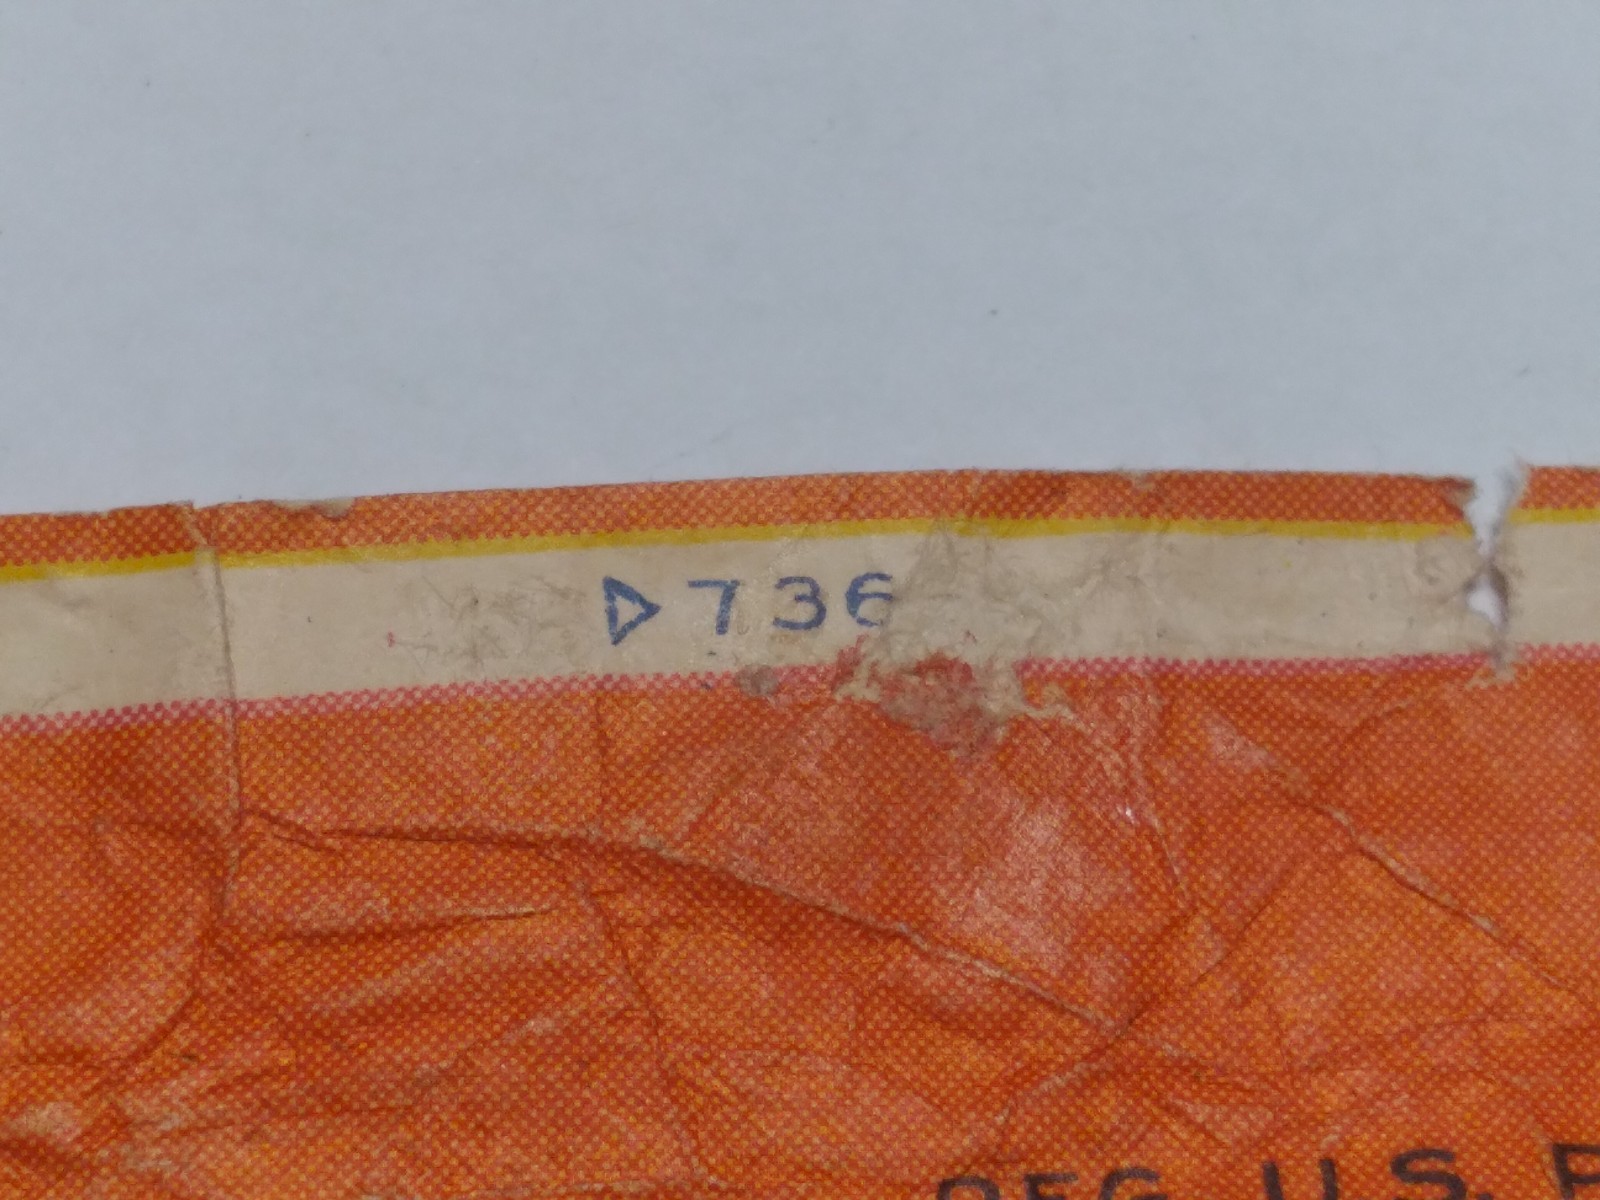 ▷ 736
REG. U.S. P